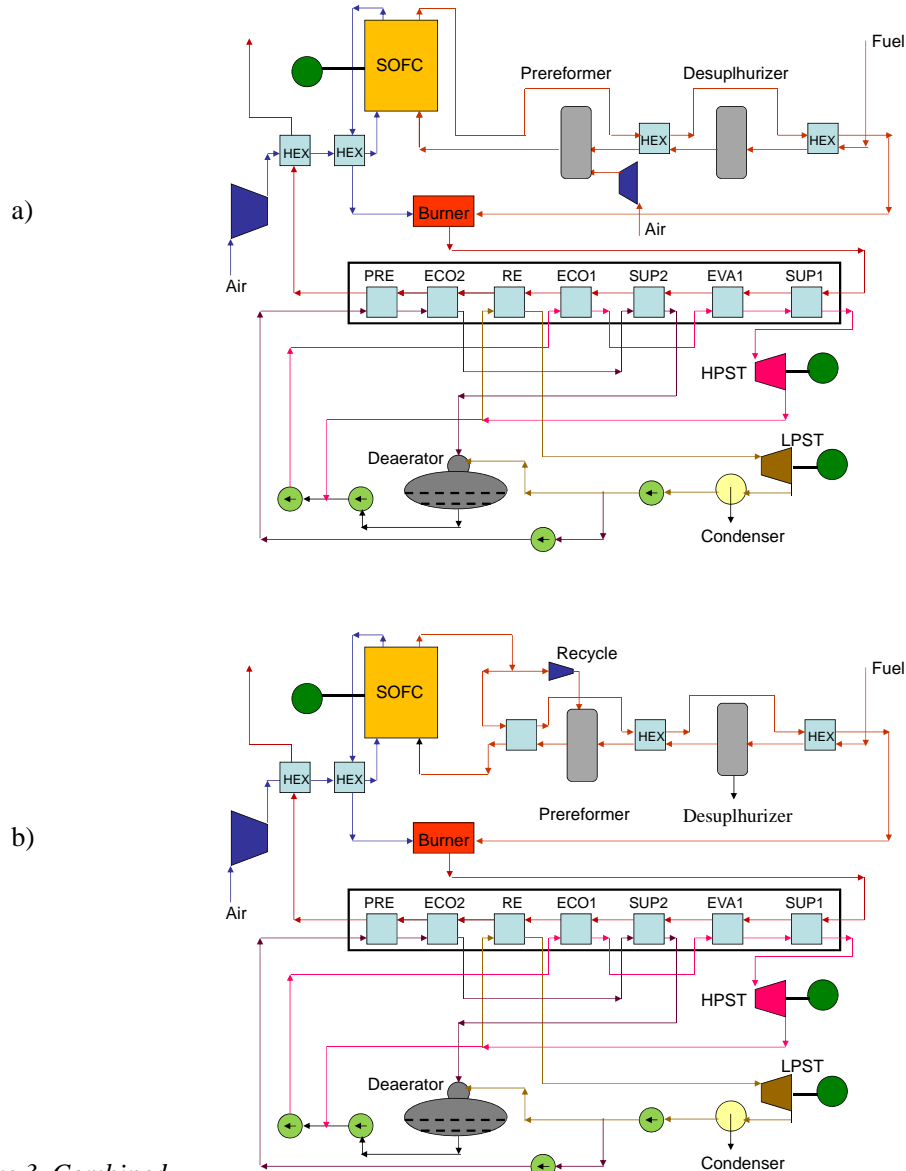 a)
Fuel
SOFC
Prereformer
Desuplhurizer
HEX
HEX
HEX
HEX
Burner
Air
Air
PRE
ECO2
RE
ECO1
SUP2
EVA1
SUP1
HPST
LPST
Deaerator
Condenser
b)
Recycle
Fuel
SOFC
HEX
HEX
HEX
HEX
Prereformer
Desuplhurizer
Burner
Air
PRE
ECO2
RE
ECO1
SUP2
EVA1
SUP1
HPST
LPST
Deaerator
Condenser
3. Combined